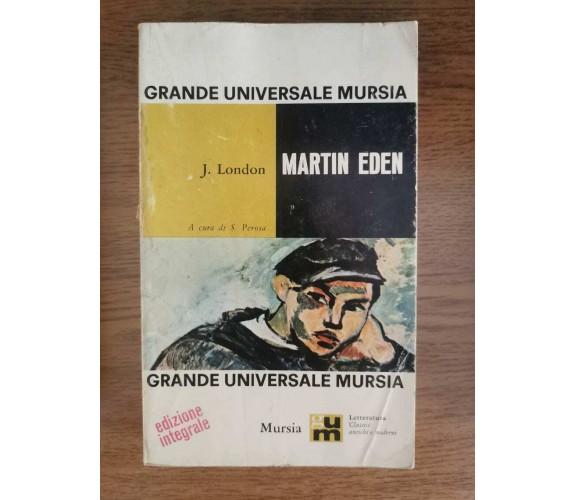 GRANDE UNIVERSALE MURSIA
J. London
MARTIN EDEN
A cura di S. Perosa
GRANDE UNIVERSALE MURSIA
edizione
integrale
Mursia
gum
Letteratura
Classici
antichi e moderni